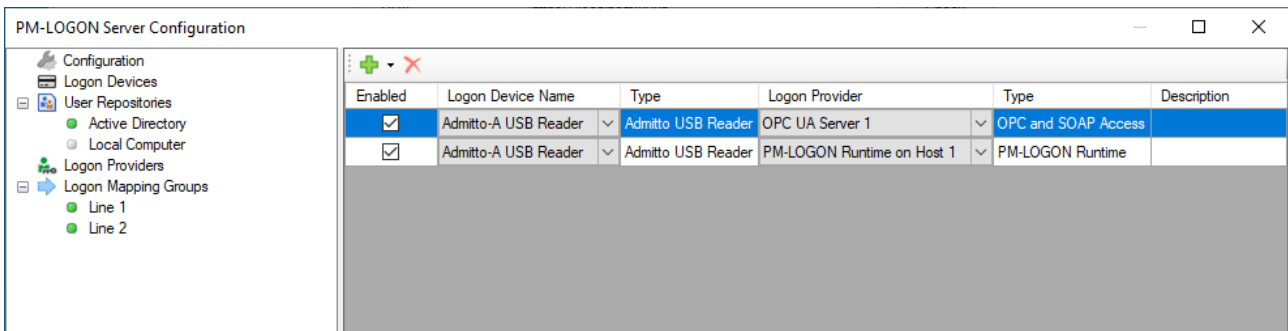 PM-LOGON Server Configuration
Configuration
Logon Devices
User Repositories
Active Directory
Local Computer
Logon Providers
Logon Mapping Groups
Line 1
Line 2
Enabled Logon Device Name Type Logon Provider Type Description
Admitto-A USB Reader Admitto USB Reader OPC UA Server 1 OPC and SOAP Access
Admitto-A USB Reader Admitto USB Reader PM-LOGON Runtime on Host 1 PM-LOGON Runtime